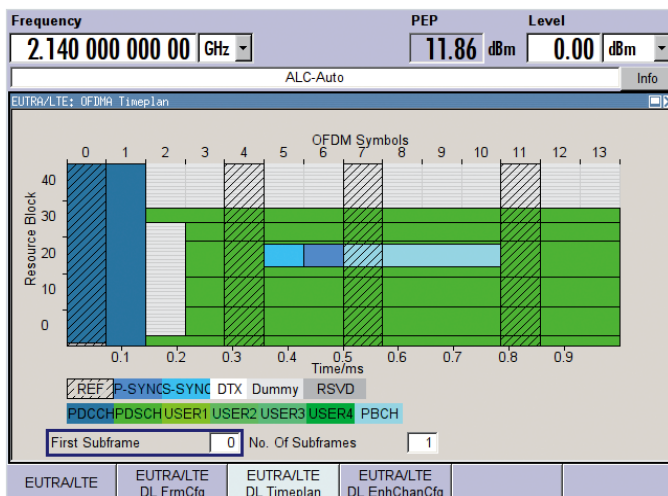 Frequency PEP Level
2.140 000 000 00 GHz 11.86 dBm 0.00 dBm
ALC-Auto Info
EUTRA/LTE: OFDMA Timeplan
OFDM Symbols
0 1 2 3 4 5 6 7 8 9 10 11 12 13
Resource Block
40
30
20
10
0
0.1 0.2 0.3 0.4 0.5 0.6 0.7 0.8 0.9
Time/ms
REF P-SYNC S-SYNC DTX Dummy RSVD
PDCCH PDSCH USER1 USER2 USER3 USER4 PBCH
First Subframe 0 No. Of Subframes 1
EUTRA/LTE EUTRA/LTE EUTRA/LTE EUTRA/LTE
DL FrmCfg DL Timeplan DL EnhChanCfg